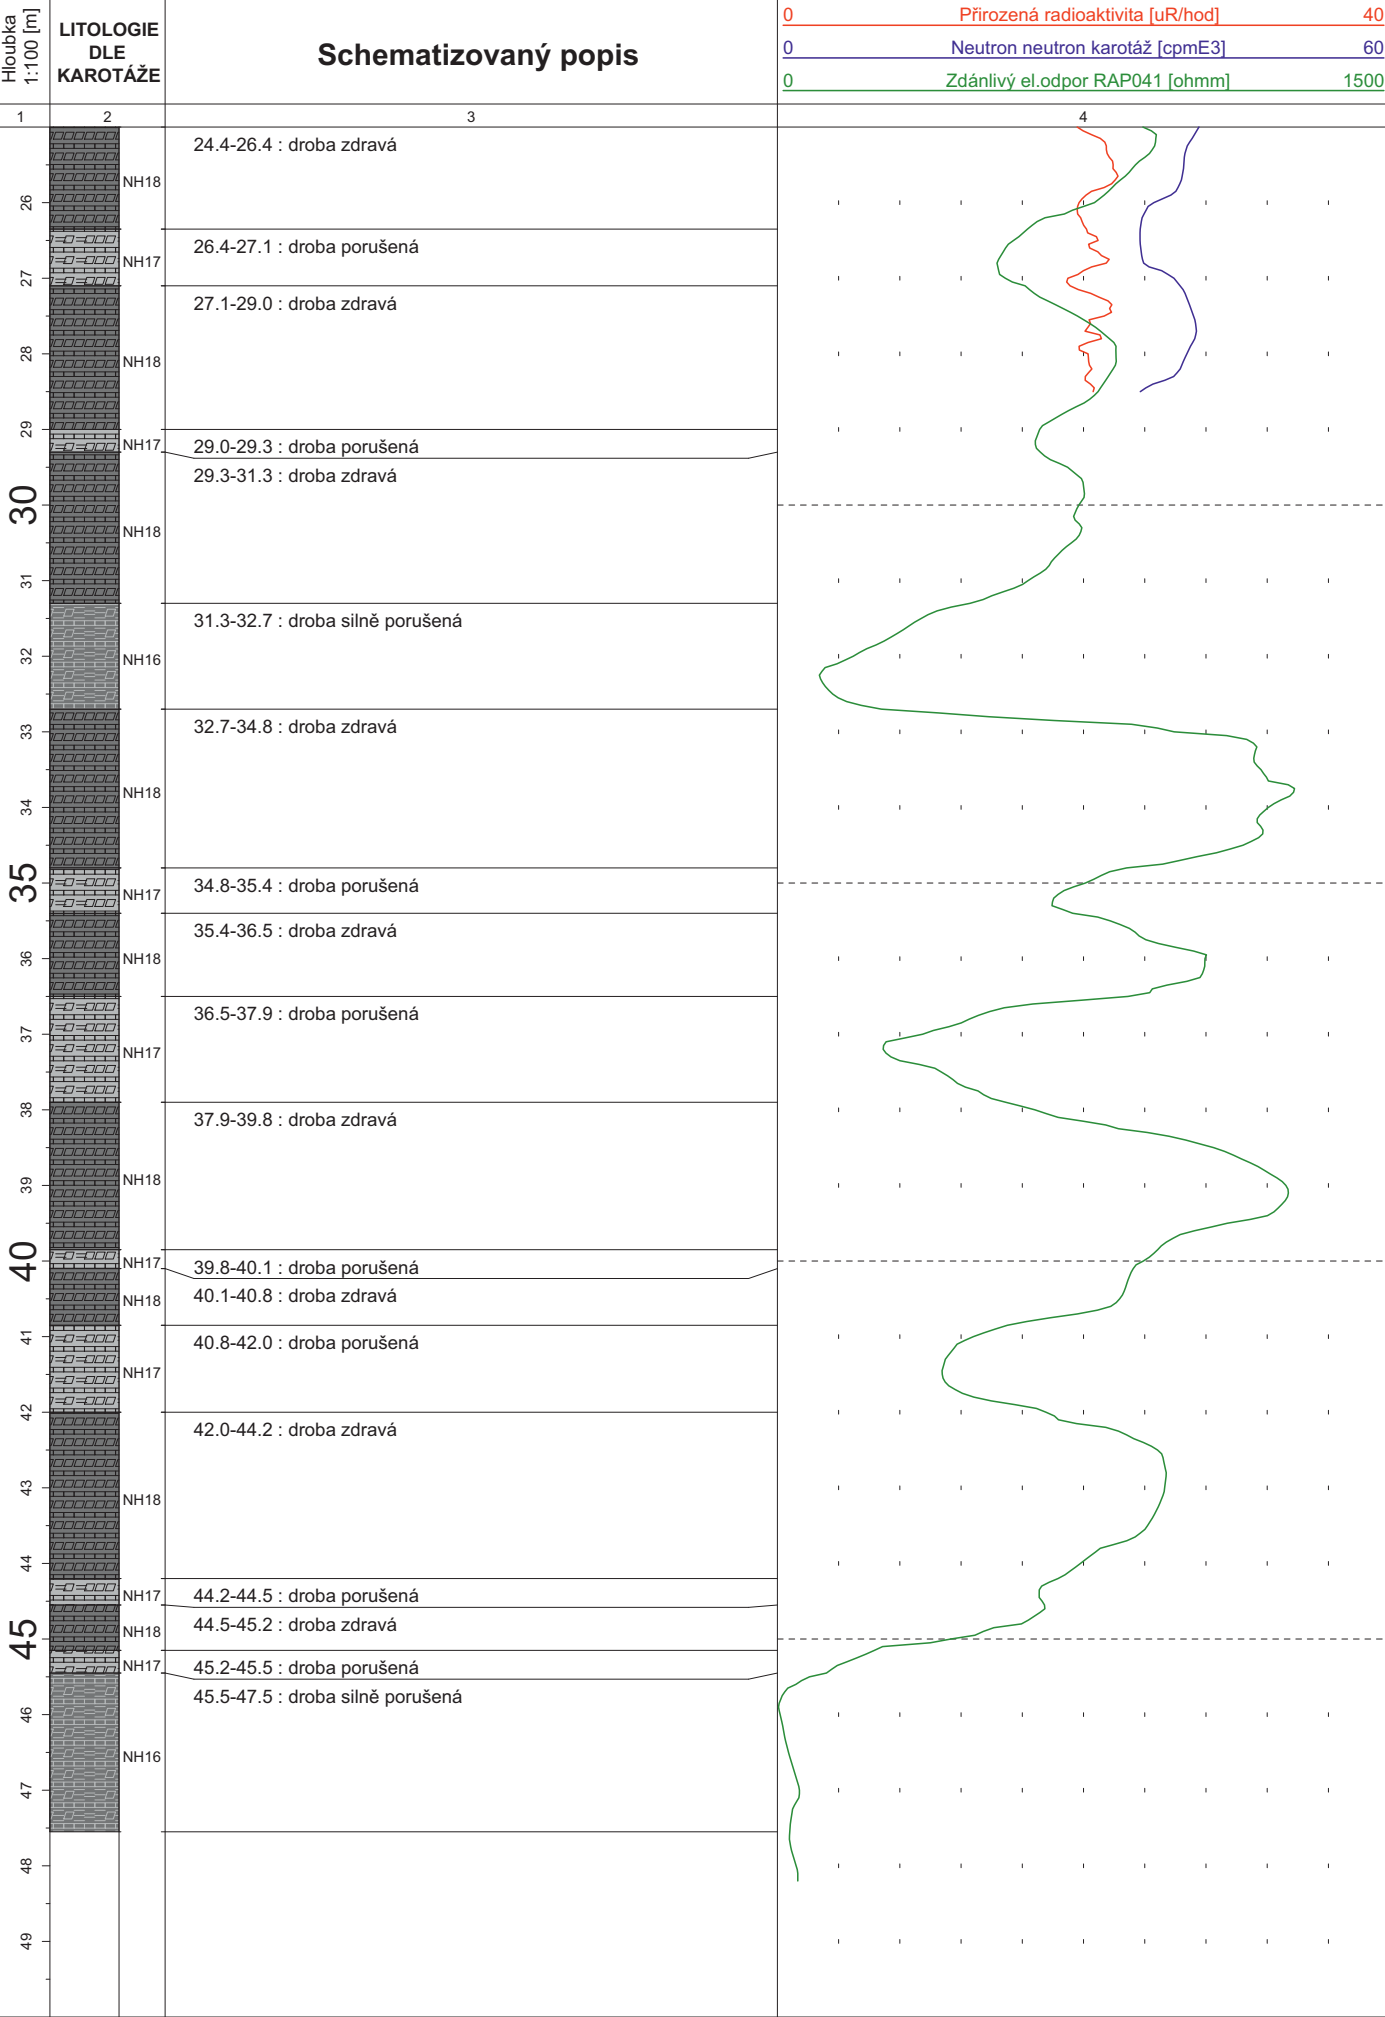 Hloubka
1:100 [m]
LITOLOGIE
DLE
KAROTÁŽE
Schematizovaný popis
0 Přirozená radioaktivita [uR/hod] 40
0 Neutron neutron karotáž [cpmE3] 60
0 Zdánlivý el.odpor RAP041 [ohmm] 1500
1 2 3 4
24.4-26.4 : droba zdravá
NH18
26
26.4-27.1 : droba porušená
NH17
27
27.1-29.0 : droba zdravá
28
NH18
29
NH17
29.0-29.3 : droba porušená
29.3-31.3 : droba zdravá
30
NH18
31
31.3-32.7 : droba silně porušená
32
NH16
32.7-34.8 : droba zdravá
33
NH18
34
35
34.8-35.4 : droba porušená
NH17
35.4-36.5 : droba zdravá
36
NH18
36.5-37.9 : droba porušená
37
NH17
38
37.9-39.8 : droba zdravá
39
NH18
40
NH17
39.8-40.1 : droba porušená
40.1-40.8 : droba zdravá
NH18
41
40.8-42.0 : droba porušená
NH17
42
42.0-44.2 : droba zdravá
43
NH18
44
NH17
44.2-44.5 : droba porušená
44.5-45.2 : droba zdravá
NH18
45
NH17
45.2-45.5 : droba porušená
45.5-47.5 : droba silně porušená
46
NH16
47
48
49